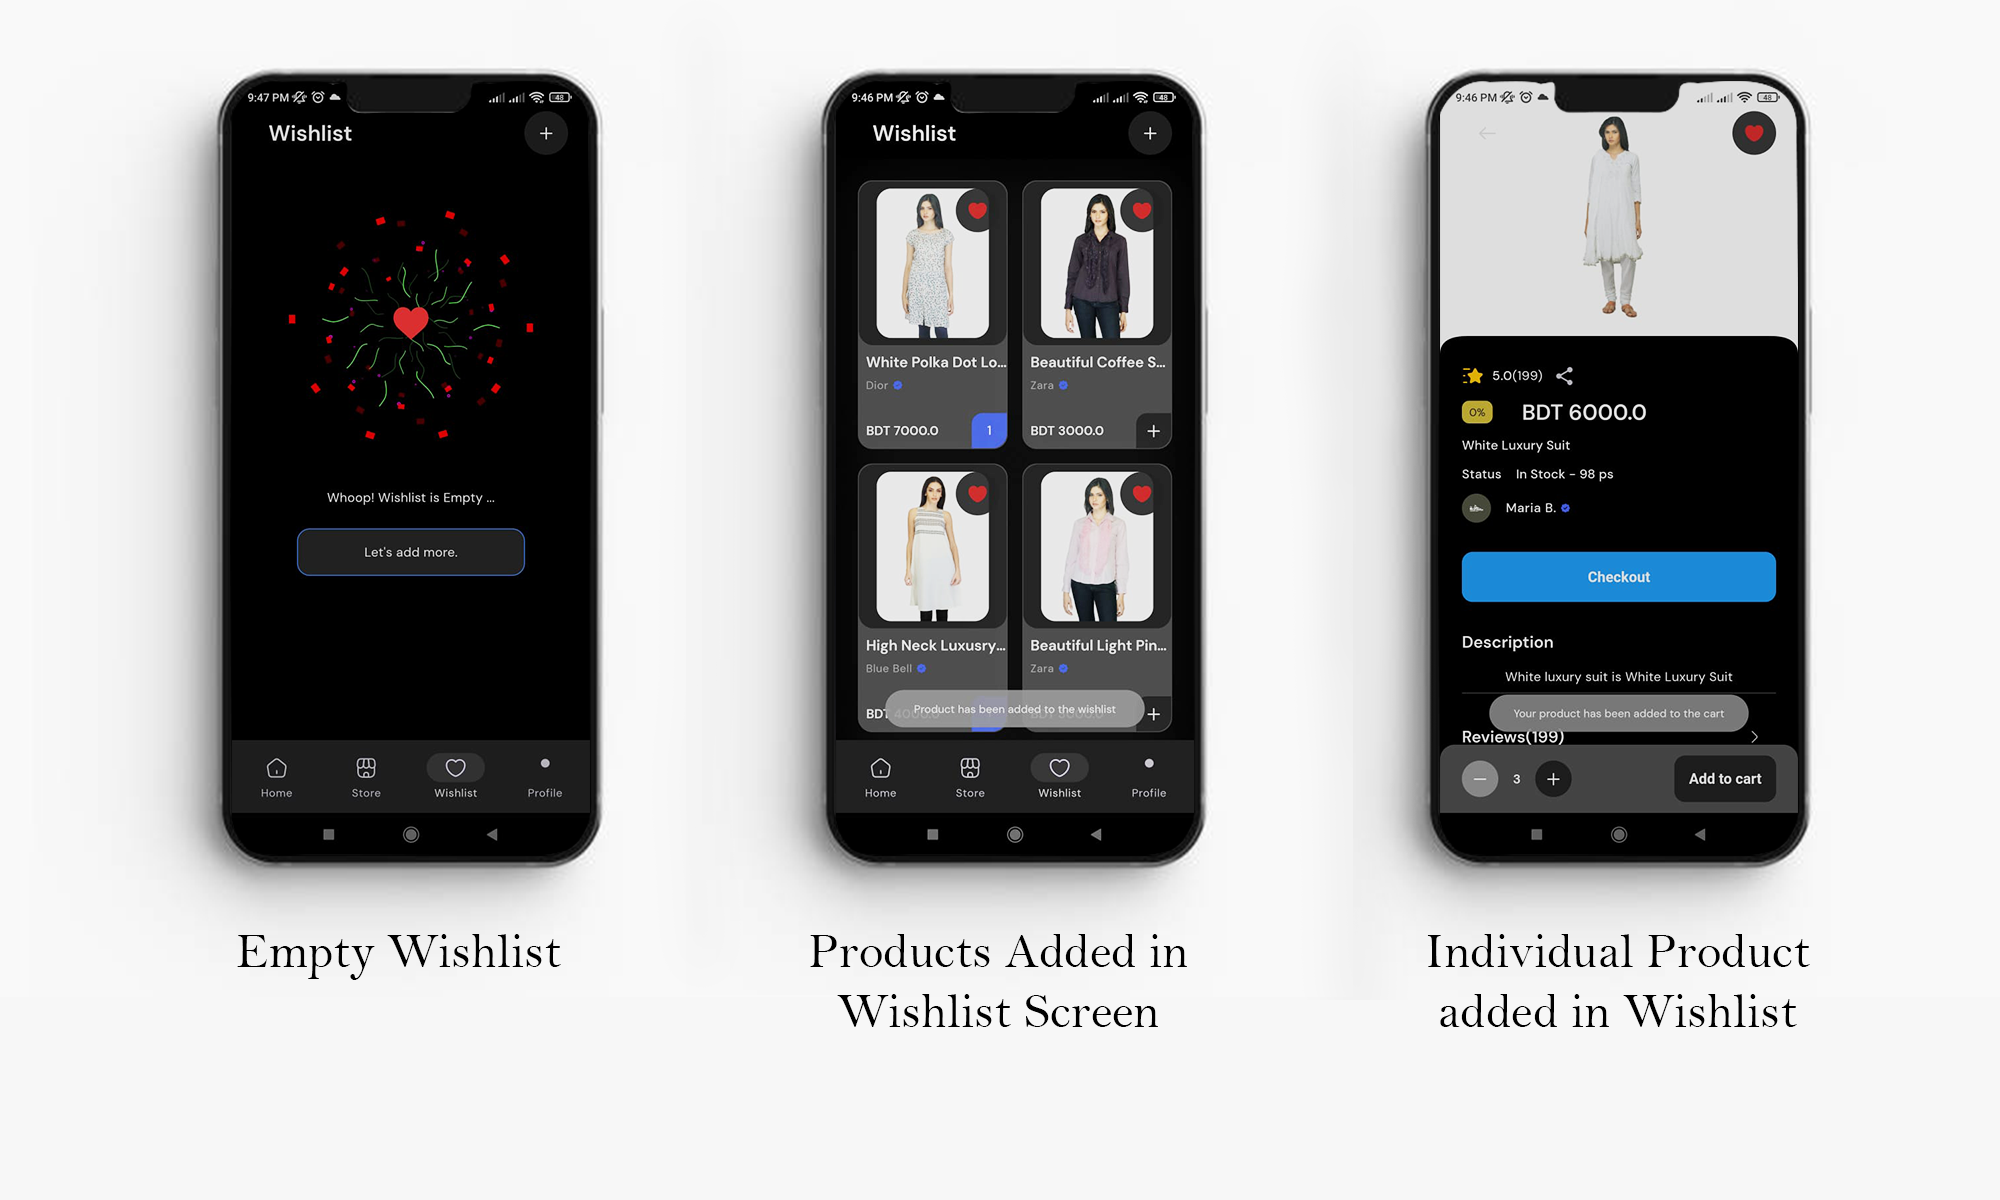 9:47 PM
48
Wishlist
Whoop! Wishlist is Empty ...
Let's add more.
Home
Store
Wishlist
Profile
Empty Wishlist
9:46 PM
48
Wishlist
White Polka Dot Lo...
Dior
BDT 7000.0
1
Beautiful Coffee S...
Zara
BDT 3000.0
High Neck Luxusry...
Blue Bell
BDT 4000.0
Beautiful Light Pin...
Zara
Product has been added to the wishlist
Home
Store
Wishlist
Profile
Products Added in
Wishlist Screen
9:46 PM
48
5.0(199)
0%
BDT 6000.0
White Luxury Suit
Status In Stock - 98 ps
Maria B.
Checkout
Description
White luxury suit is White Luxury Suit
Your product has been added to the cart
Reviews(199)
3
Add to cart
Individual Product
added in Wishlist